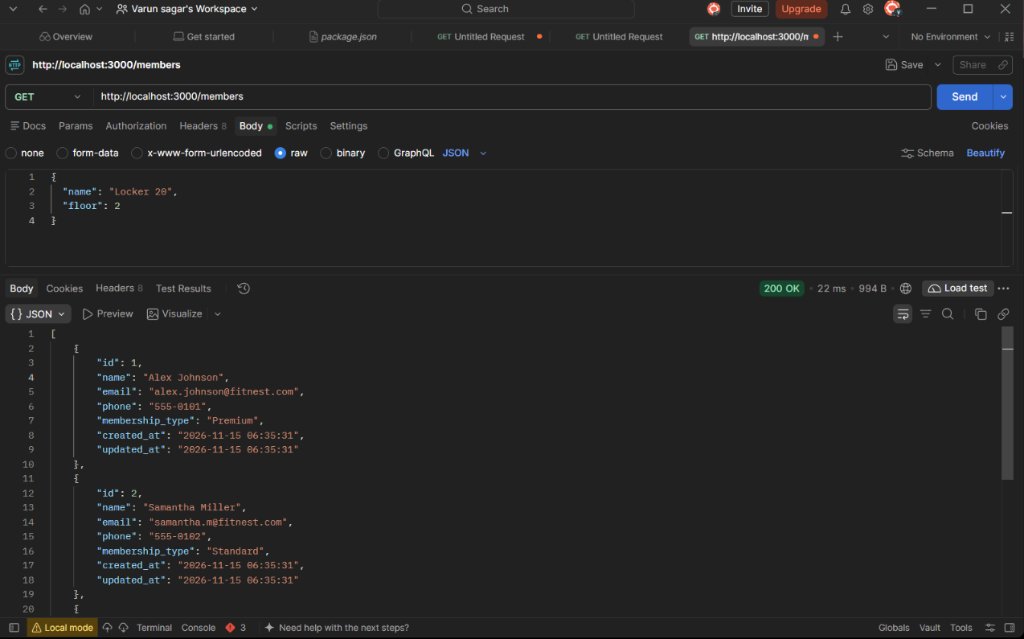 Varun sagar's Workspace
Search
Invite
Upgrade
Overview
Get started
package.json
GET Untitled Request
GET Untitled Request
GET http://localhost:3000/m
No Environment
HTTP
http://localhost:3000/members
Save
Share
GET
http://localhost:3000/members
Send
Docs
Params
Authorization
Headers 8
Body
Scripts
Settings
Cookies
none
form-data
x-www-form-urlencoded
raw
binary
GraphQL
JSON
Schema
Beautify
1 {
2 "name": "Locker 20",
3 "floor": 2
4 }
Body
Cookies
Headers 8
Test Results
200 OK
22 ms
994 B
Load test
{ } JSON
Preview
Visualize
1 [
2 {
3 "id": 1,
4 "name": "Alex Johnson",
5 "email": "alex.johnson@fitnest.com",
6 "phone": "555-0101",
7 "membership_type": "Premium",
8 "created_at": "2026-11-15 06:35:31",
9 "updated_at": "2026-11-15 06:35:31"
10 },
11 {
12 "id": 2,
13 "name": "Samantha Miller",
14 "email": "samantha.m@fitnest.com",
15 "phone": "555-0102",
16 "membership_type": "Standard",
17 "created_at": "2026-11-15 06:35:31",
18 "updated_at": "2026-11-15 06:35:31"
19 },
20 {
Local mode
Terminal
Console
3
Need help with the next steps?
Globals
Vault
Tools